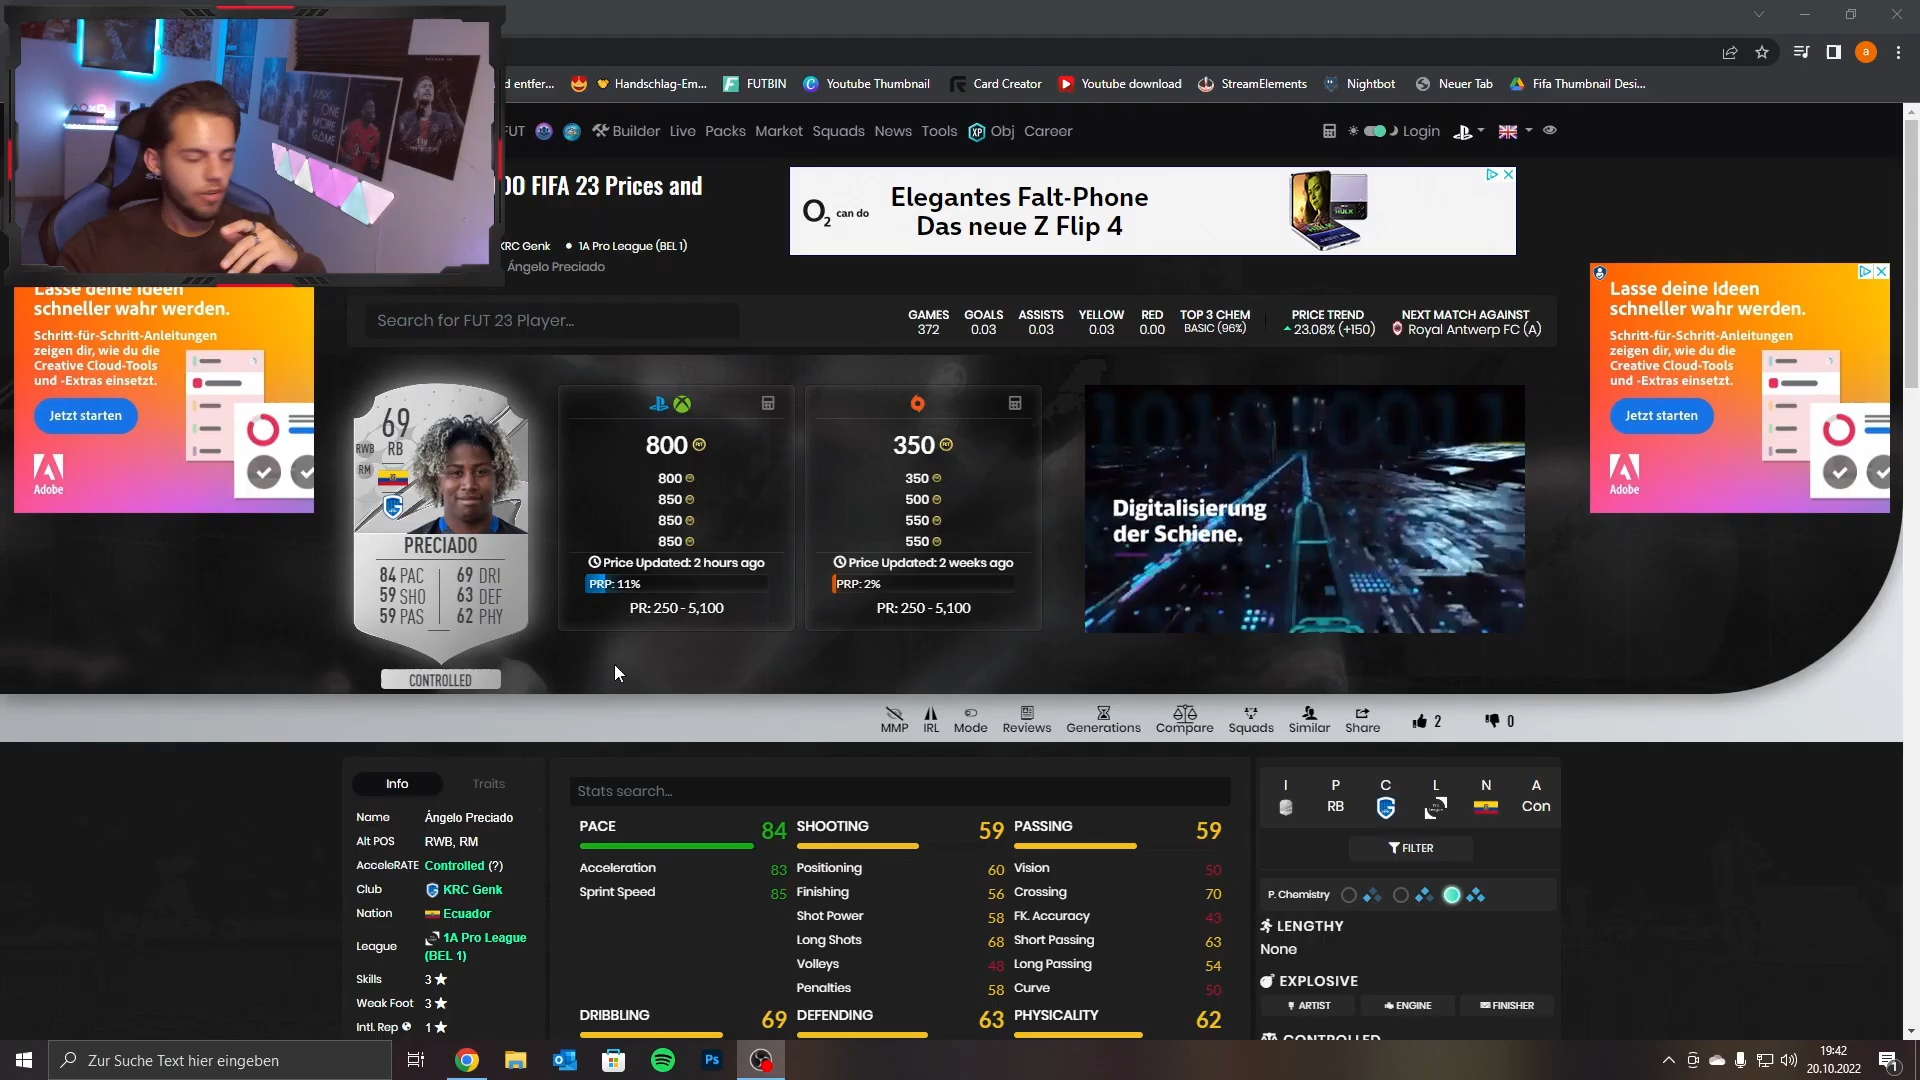 d entfer...
Handschlag-Em...
FUTBIN
Youtube Thumbnail
Card Creator
Youtube download
StreamElements
Nightbot
Neuer Tab
Fifa Thumbnail Desi...
a
FUT
Builder
Live
Packs
Market
Squads
News
Tools
XP Obj
Career
Login
DO FIFA 23 Prices and
KRC Genk • 1A Pro League (BEL 1)
Ángelo Preciado
O2 can do
Elegantes Falt-Phone
Das neue Z Flip 4
Lasse deine Ideen
schneller wahr werden.
Schritt-für-Schritt-Anleitungen
zeigen dir, wie du die
Creative Cloud-Tools
und -Extras einsetzt.
Jetzt starten
Adobe
Search for FUT 23 Player...
GAMES
372
GOALS
0.03
ASSISTS
0.03
YELLOW
0.03
RED
0.00
TOP 3 CHEM
BASIC (96%)
PRICE TREND
23.08% (+150)
NEXT MATCH AGAINST
Royal Antwerp FC (A)
Lasse deine Ideen
schneller wahr werden.
Schritt-für-Schritt-Anleitungen
zeigen dir, wie du die
Creative Cloud-Tools
und -Extras einsetzt.
Jetzt starten
Adobe
69
RB
RWB
RM
PRECIADO
84 PAC 69 DRI
59 SHO 63 DEF
59 PAS 62 PHY
CONTROLLED
800
800
850
850
850
Price Updated: 2 hours ago
PRP: 11%
PR: 250 - 5,100
350
350
500
550
550
Price Updated: 2 weeks ago
PRP: 2%
PR: 250 - 5,100
Digitalisierung
der Schiene.
MMP
IRL
Mode
Reviews
Generations
Compare
Squads
Similar
Share
2
0
Info
Traits
Name Ángelo Preciado
Alt POS RWB, RM
AcceleRATE Controlled (?)
Club KRC Genk
Nation Ecuador
League 1A Pro League
(BEL 1)
Skills 3
Weak Foot 3
Intl. Rep 1
Stats search...
PACE 84
Acceleration 83
Sprint Speed 85
SHOOTING 59
Positioning 60
Finishing 56
Shot Power 58
Long Shots 68
Volleys 48
Penalties 58
PASSING 59
Vision 50
Crossing 70
FK. Accuracy 43
Short Passing 63
Long Passing 54
Curve 50
DRIBBLING 69
DEFENDING 63
PHYSICALITY 62
I P C L N A
RB Con
FILTER
P. Chemistry
LENGTHY
None
EXPLOSIVE
ARTIST
ENGINE
FINISHER
CONTROLLED
Zur Suche Text hier eingeben
Ps
19:42
20.10.2022
1